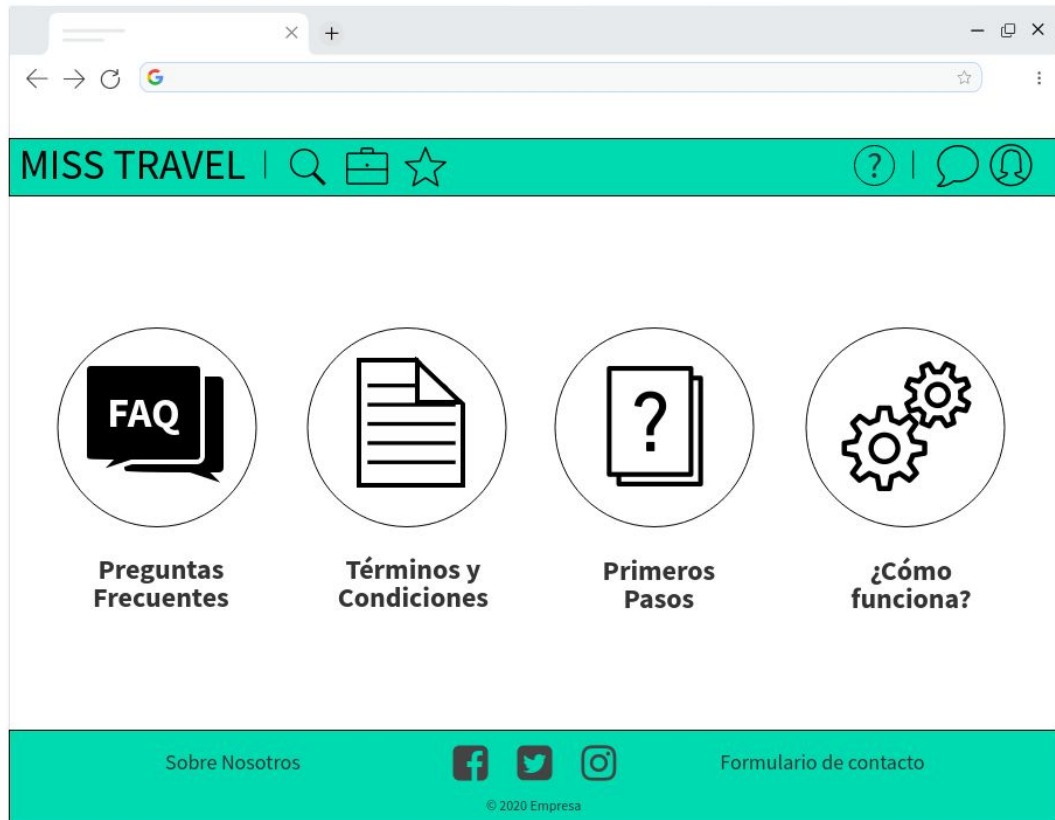 MISS TRAVEL
?
FAQ
?
Preguntas
Frecuentes
Términos y
Condiciones
Primeros
Pasos
¿Cómo
funciona?
Sobre Nosotros
Formulario de contacto
© 2020 Empresa